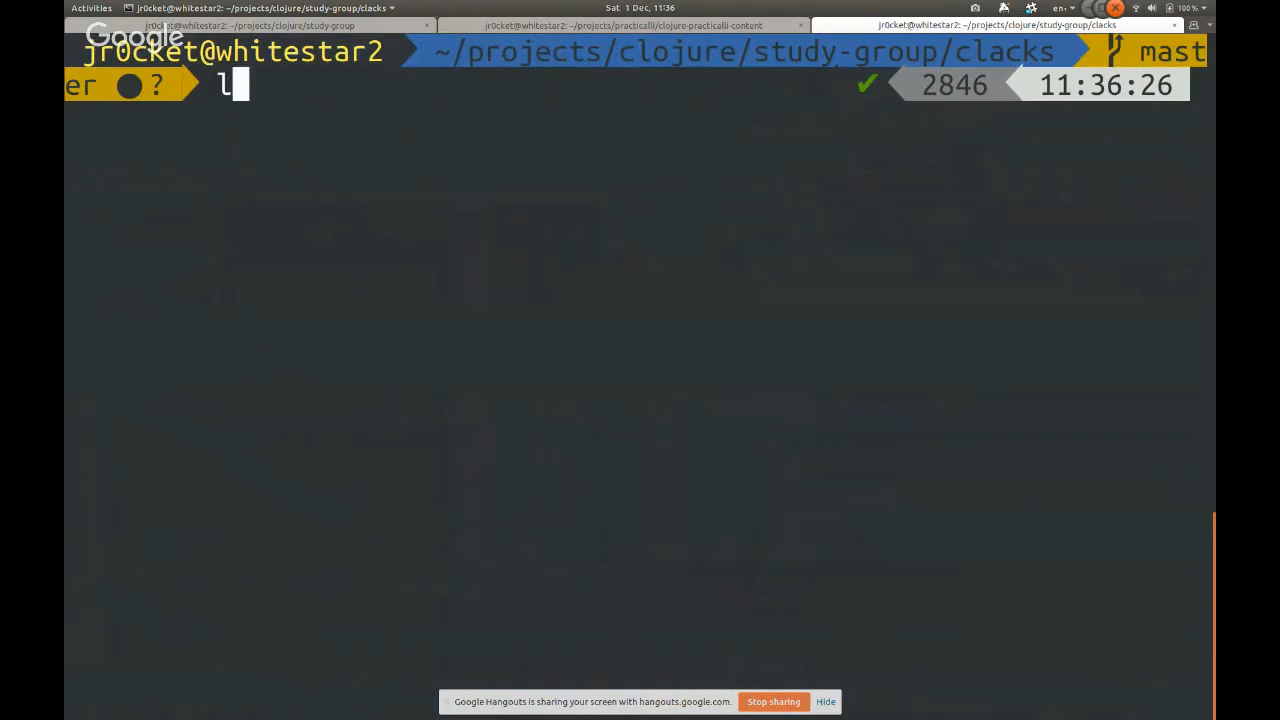 Activities jr0cket@whitestar2: ~/projects/clojure/study-group/clacks Sat 1 Dec, 11:36 en₁ 100%
jr0cket@whitestar2: ~/projects/clojure/study-group × jr0cket@whitestar2: ~/projects/practicalli/clojure-practicalli-content × jr0cket@whitestar2: ~/projects/clojure/study-group/clacks ×
Google
jr0cket@whitestar2 ~/projects/clojure/study-group/clacks mast
er ●? l ✔ 2846 11:36:26
Google Hangouts is sharing your screen with hangouts.google.com. Stop sharing Hide